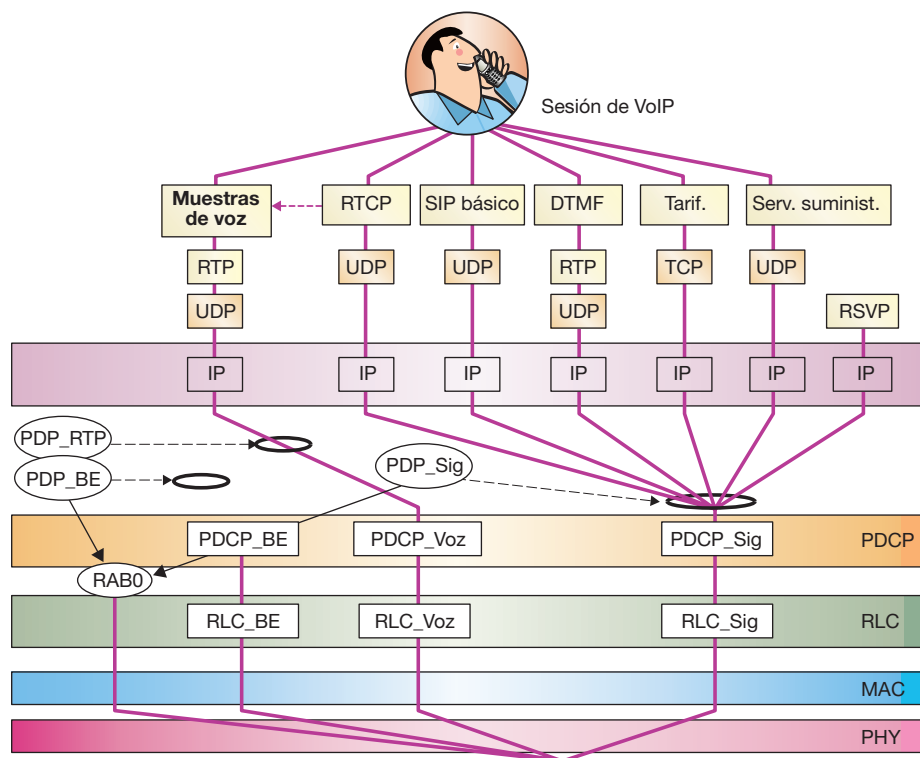 Sesión de VoIP
Muestras
de voz
RTCP
SIP básico
DTMF
Tarif.
Serv. suminist.
RTP
UDP
UDP
RTP
TCP
UDP
UDP
UDP
RSVP
IP
IP
IP
IP
IP
IP
IP
PDP_RTP
PDP_BE
PDP_Sig
PDCP_BE
PDCP_Voz
PDCP_Sig
PDCP
RAB0
RLC_BE
RLC_Voz
RLC_Sig
RLC
MAC
PHY